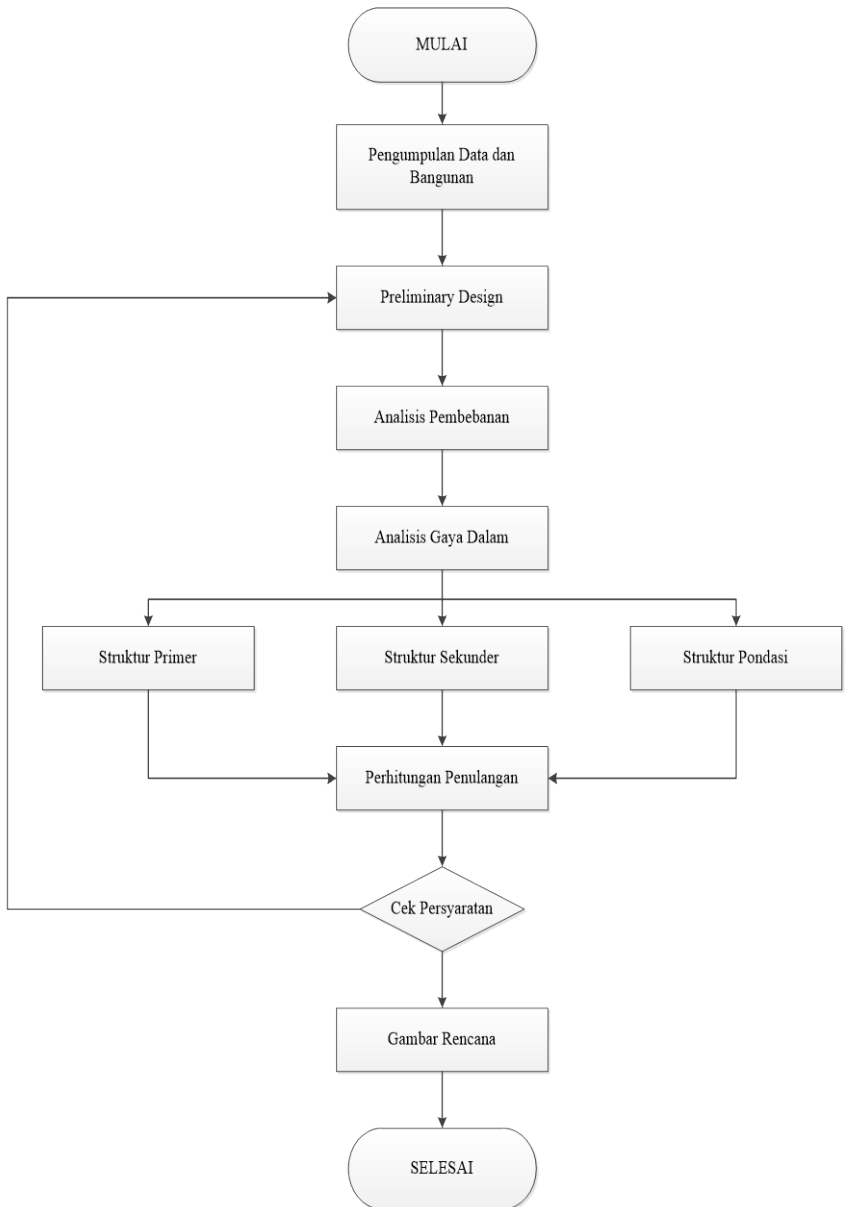 MULAI
Pengumpulan Data dan
Bangunan
Preliminary Design
Analisis Pembebanan
Analisis Gaya Dalam
Struktur Primer
Struktur Sekunder
Struktur Pondasi
Perhitungan Penulangan
Cek Persyaratan
Gambar Rencana
SELESAI